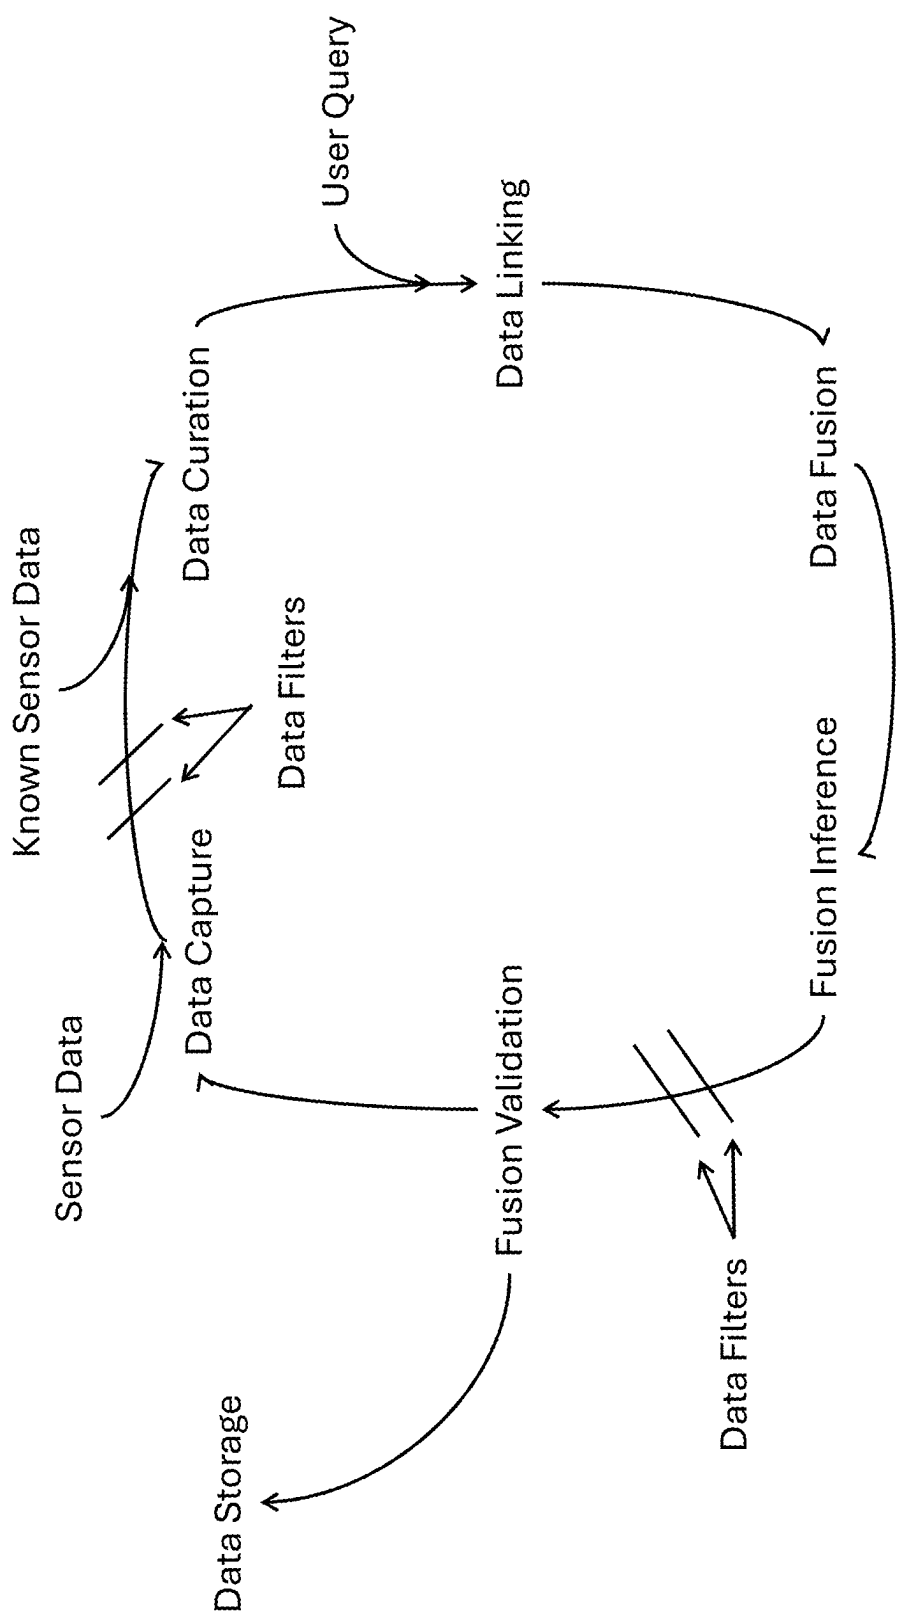 Known Sensor Data
Sensor Data
Data Capture
Data Curation
Data Storage
Data Filters
User Query
Fusion Validation
Data Linking
Data Filters
Fusion Inference
Data Fusion